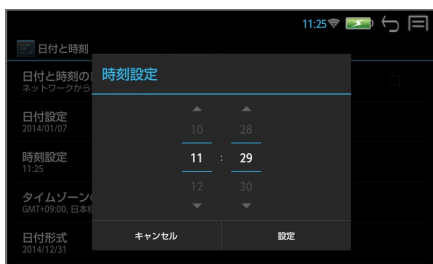 11:25
日付と時刻
日付と時刻の
ネットワークから
時刻設定
日付設定
2014/01/07
時刻設定
11:25
タイムゾーン
GMT+09:00, 日本
日付形式
2014/12/31
10 28
11 : 29
12 30
キャンセル 設定